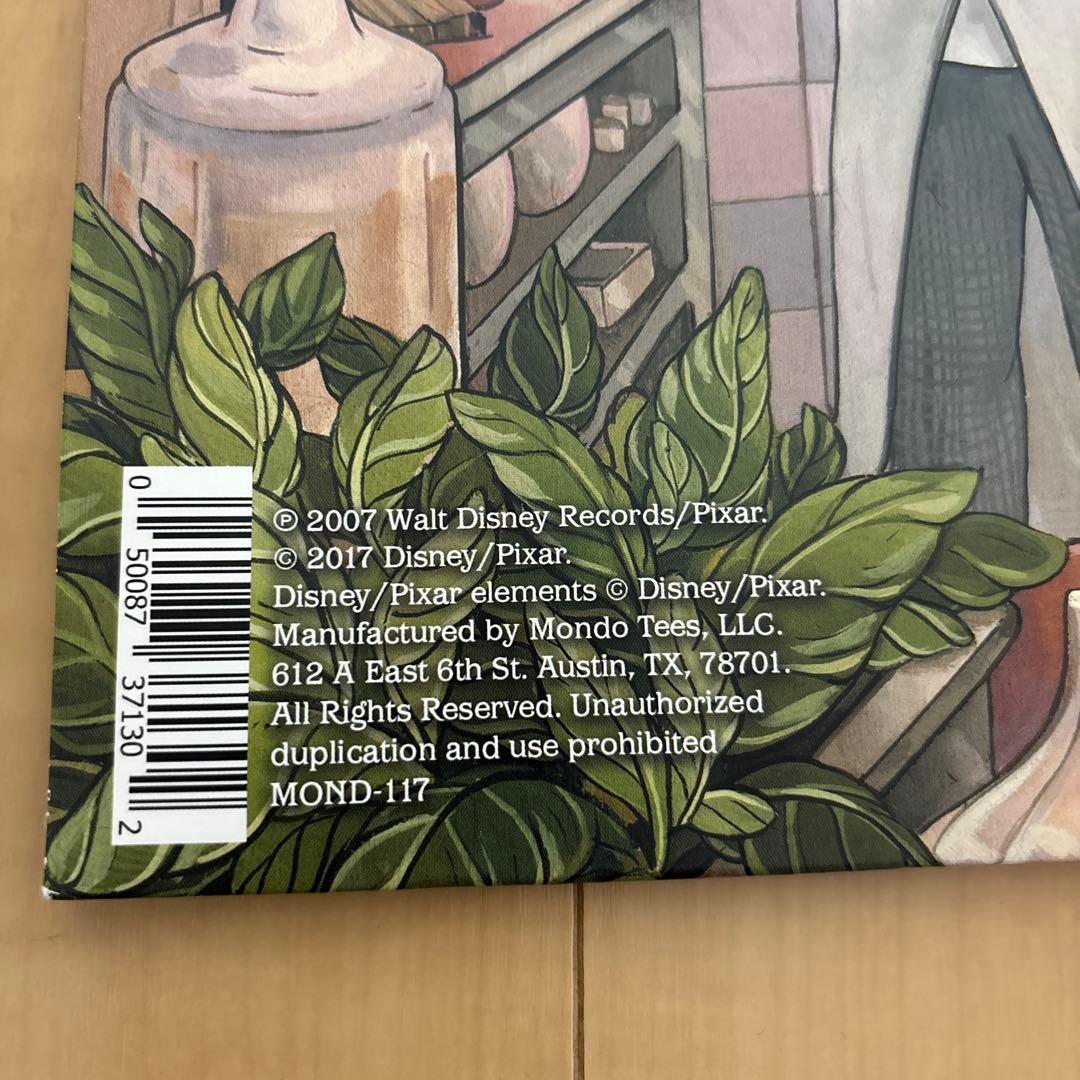 ℗ 2007 Walt Disney Records/Pixar.
© 2017 Disney/Pixar.
Disney/Pixar elements © Disney/Pixar.
Manufactured by Mondo Tees, LLC.
612 A East 6th St. Austin, TX, 78701.
All Rights Reserved. Unauthorized
duplication and use prohibited
MOND-117
0 50087 37130 2